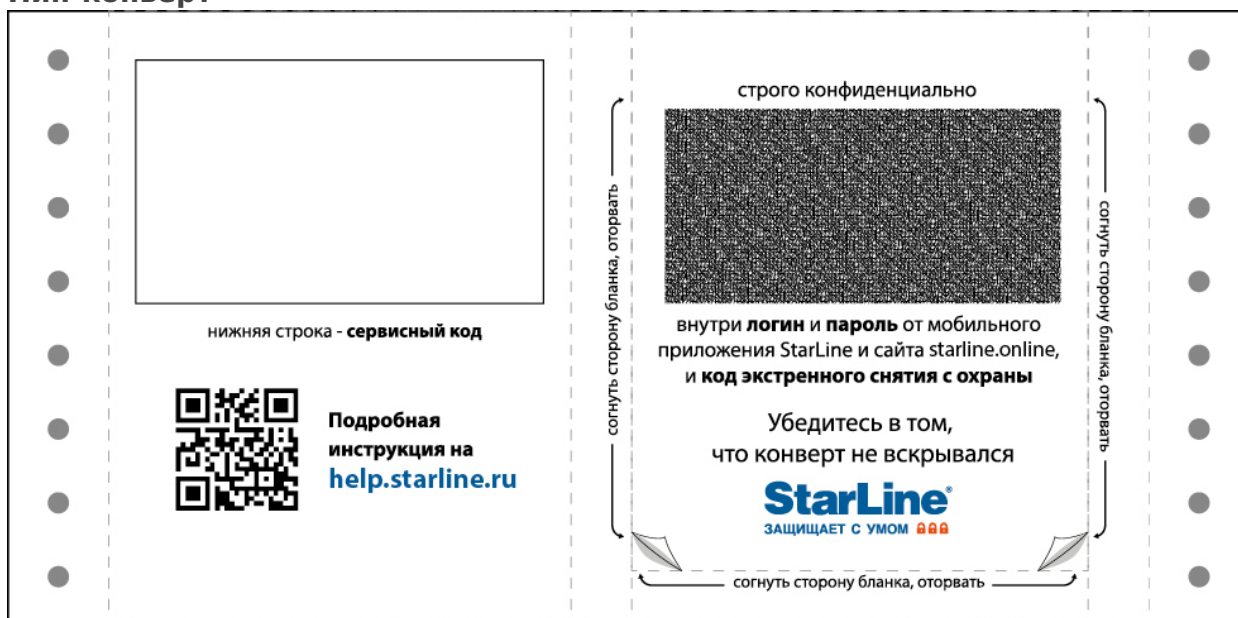 Пин-конверт
нижняя строка - сервисный код
Подробная
инструкция на
help.starline.ru
строго конфиденциально
согнуть сторону бланка, оторвать
внутри логин и пароль от мобильного
приложения StarLine и сайта starline.online,
и код экстренного снятия с охраны
Убедитесь в том,
что конверт не вскрывался
StarLine®
ЗАЩИЩАЕТ С УМОМ
согнуть сторону бланка, оторвать
согнуть сторону бланка, оторвать